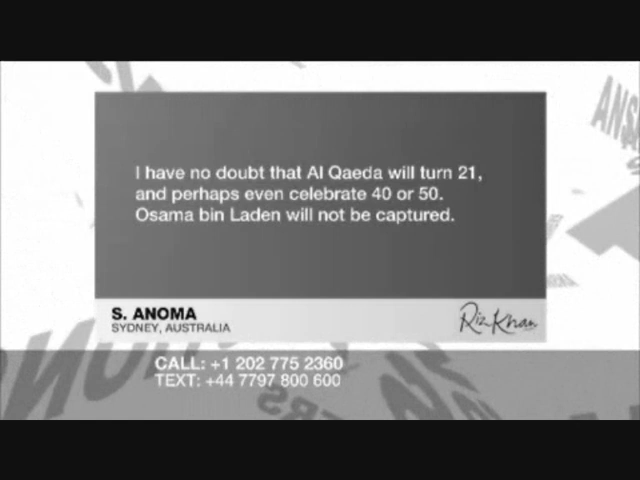 I have no doubt that Al Qaeda will turn 21,
and perhaps even celebrate 40 or 50.
Osama bin Laden will not be captured.
S. ANOMA
SYDNEY, AUSTRALIA
Riz Khan
CALL: +1 202 775 2360
TEXT: +44 7797 800 600